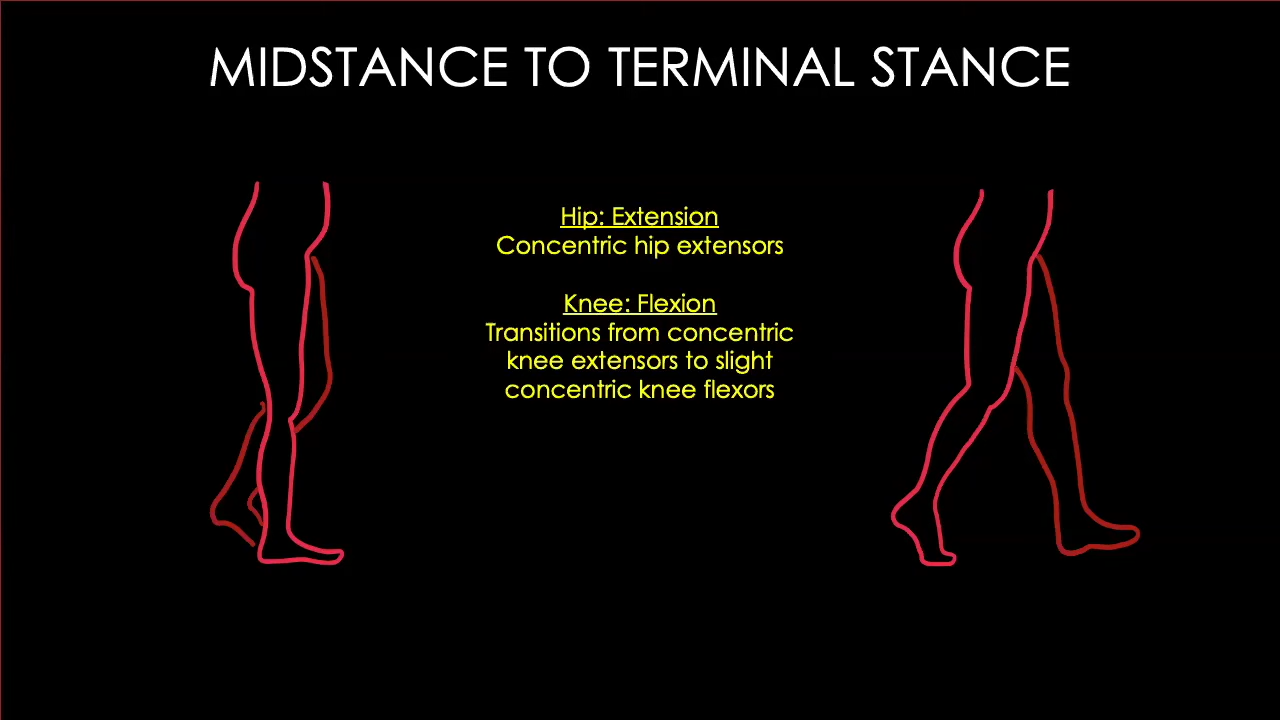 MIDSTANCE TO TERMINAL STANCE
Hip: Extension
Concentric hip extensors
Knee: Flexion
Transitions from concentric
knee extensors to slight
concentric knee flexors